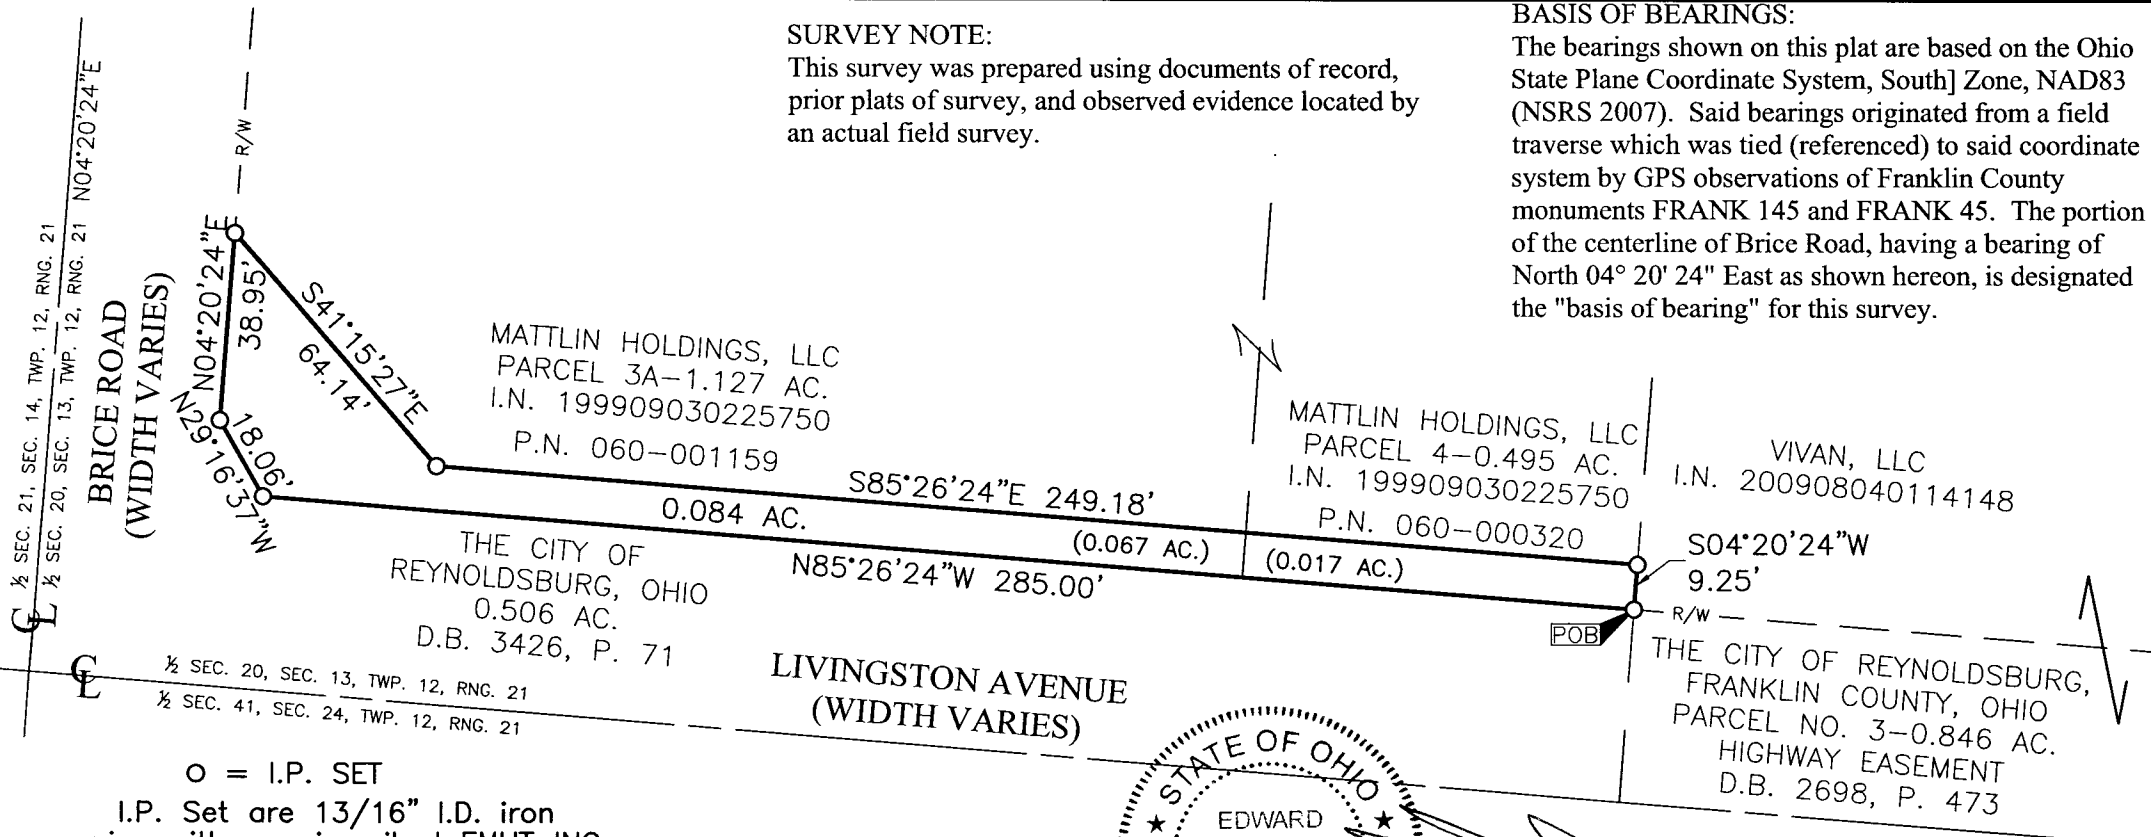 SURVEY NOTE:
This survey was prepared using documents of record,
prior plats of survey, and observed evidence located by
an actual field survey.
BASIS OF BEARINGS:
The bearings shown on this plat are based on the Ohio
State Plane Coordinate System, South] Zone, NAD83
(NSRS 2007). Said bearings originated from a field
traverse which was tied (referenced) to said coordinate
system by GPS observations of Franklin County
monuments FRANK 145 and FRANK 45. The portion
of the centerline of Brice Road, having a bearing of
North 04° 20' 24" East as shown hereon, is designated
the "basis of bearing" for this survey.
½ SEC. 21, SEC. 14, TWP. 12, RNG. 21
½ SEC. 20, SEC. 13, TWP. 12, RNG. 21 N04°20'24"E
BRICE ROAD
(WIDTH VARIES)
R/W
N04°20'24"E
38.95'
S41°15'27"E
64.14'
N29°16'37"W
18.06'
MATTLIN HOLDINGS, LLC
PARCEL 3A-1.127 AC.
I.N. 199909030225750
P.N. 060-001159
S85°26'24"E 249.18'
0.084 AC.
(0.067 AC.)
(0.017 AC.)
N85°26'24"W 285.00'
MATTLIN HOLDINGS, LLC
PARCEL 4-0.495 AC.
I.N. 199909030225750
P.N. 060-000320
VIVAN, LLC
I.N. 200908040114148
S04°20'24"W
9.25'
R/W
POB
THE CITY OF
REYNOLDSBURG, OHIO
0.506 AC.
D.B. 3426, P. 71
THE CITY OF REYNOLDSBURG,
FRANKLIN COUNTY, OHIO
PARCEL NO. 3-0.846 AC.
HIGHWAY EASEMENT
D.B. 2698, P. 473
CL
CL
½ SEC. 20, SEC. 13, TWP. 12, RNG. 21
½ SEC. 41, SEC. 24, TWP. 12, RNG. 21
LIVINGSTON AVENUE
(WIDTH VARIES)
O = I.P. SET
I.P. Set are 13/16" I.D. iron
STATE OF OHIO
EDWARD